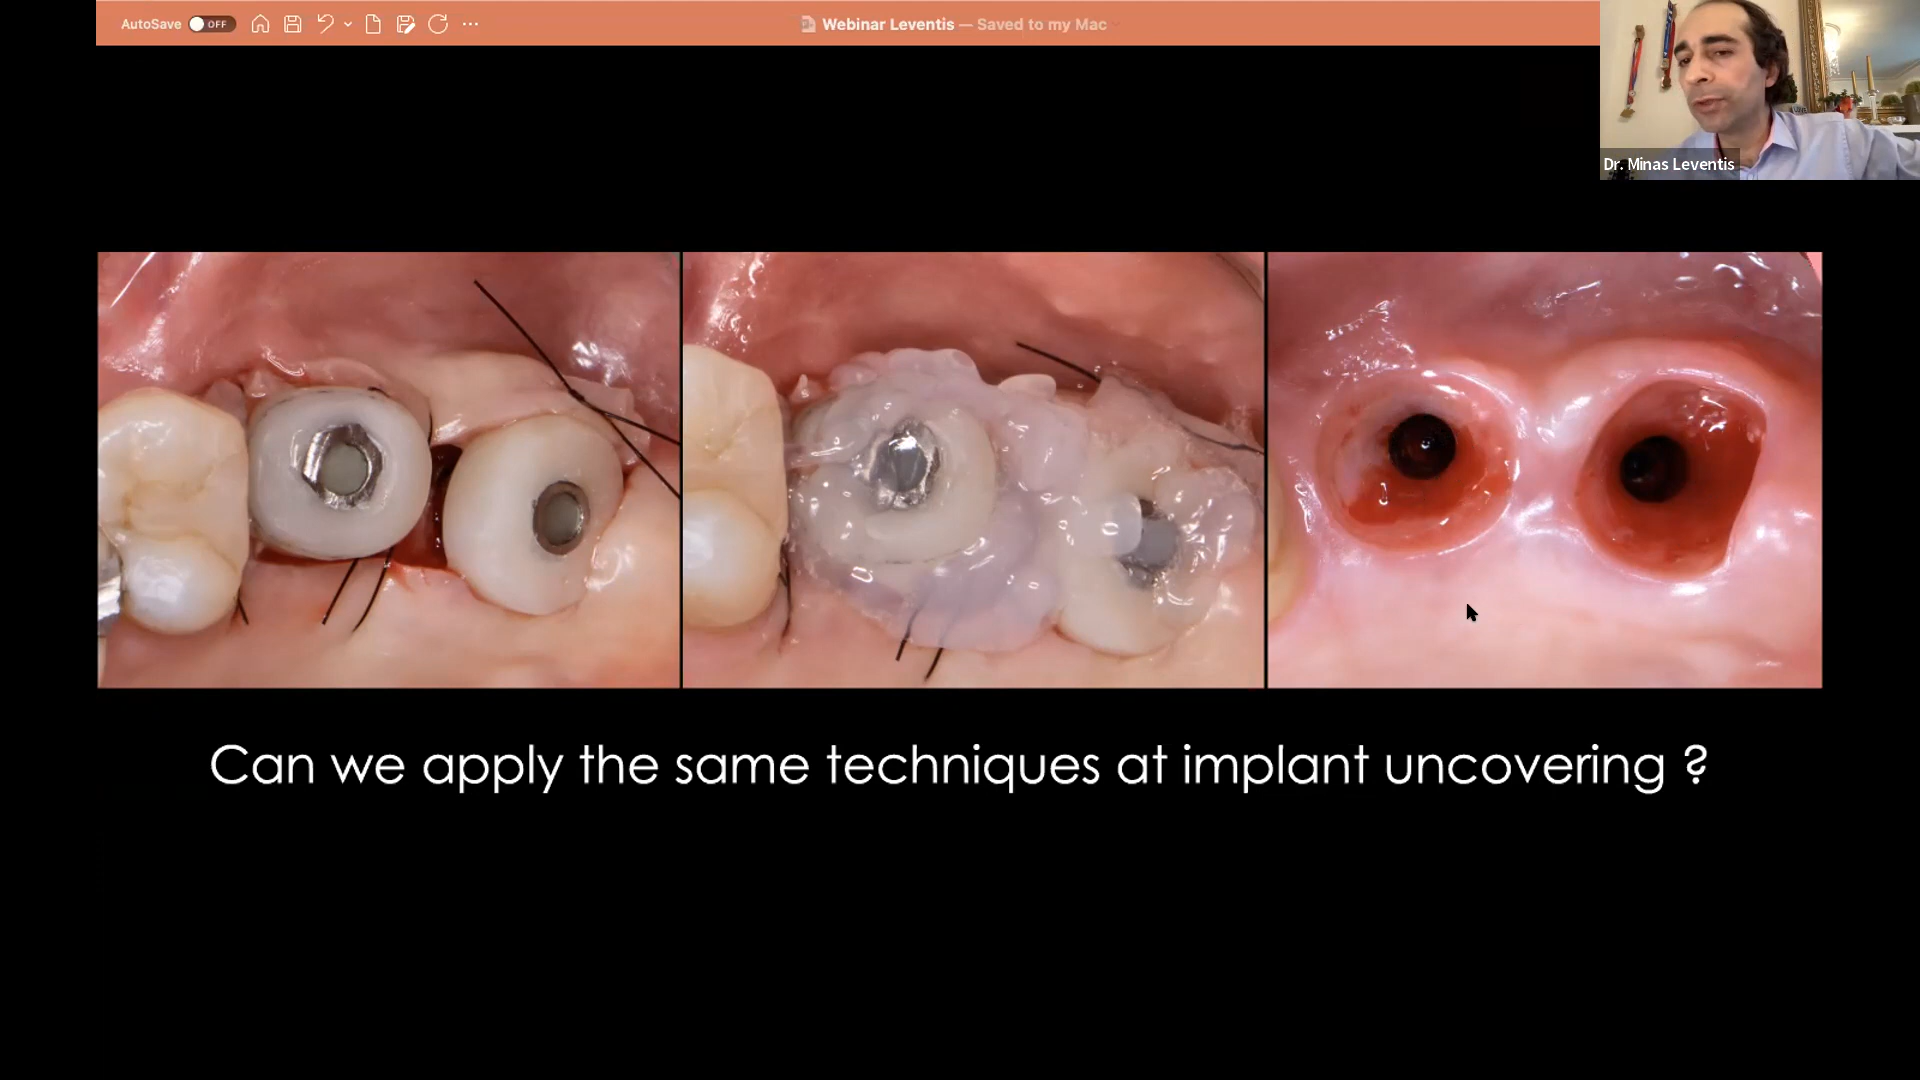 AutoSave OFF
Webinar Leventis — Saved to my Mac
Dr. Minas Leventis
Can we apply the same techniques at implant uncovering ?